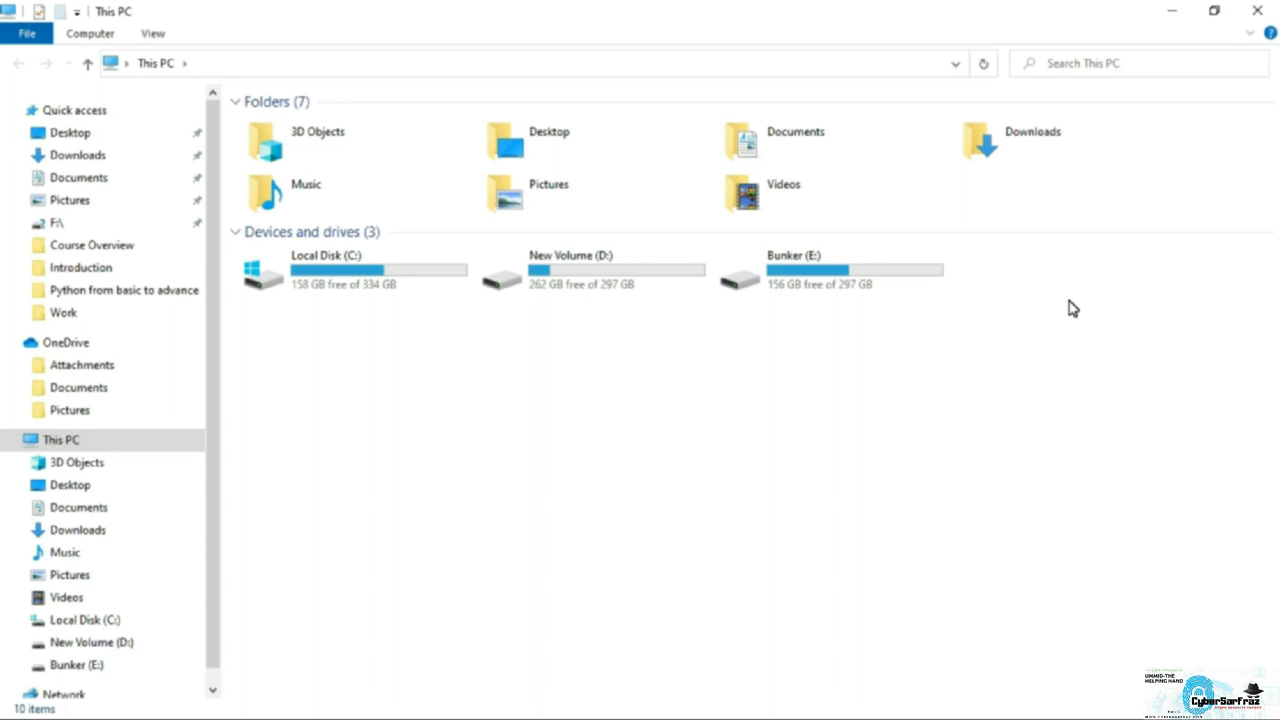 This PC
File Computer View
This PC
Search This PC
Quick access
Desktop
Downloads
Documents
Pictures
F:\
Course Overview
Introduction
Python from basic to advance
Work
OneDrive
Attachments
Documents
Pictures
This PC
3D Objects
Desktop
Documents
Downloads
Music
Pictures
Videos
Local Disk (C:)
New Volume (D:)
Bunker (E:)
Network
10 items
Folders (7)
3D Objects
Desktop
Documents
Downloads
Music
Pictures
Videos
Devices and drives (3)
Local Disk (C:)
158 GB free of 334 GB
New Volume (D:)
262 GB free of 297 GB
Bunker (E:)
156 GB free of 297 GB
UMMID-THE
HELPING HAND
CyberSarFraz